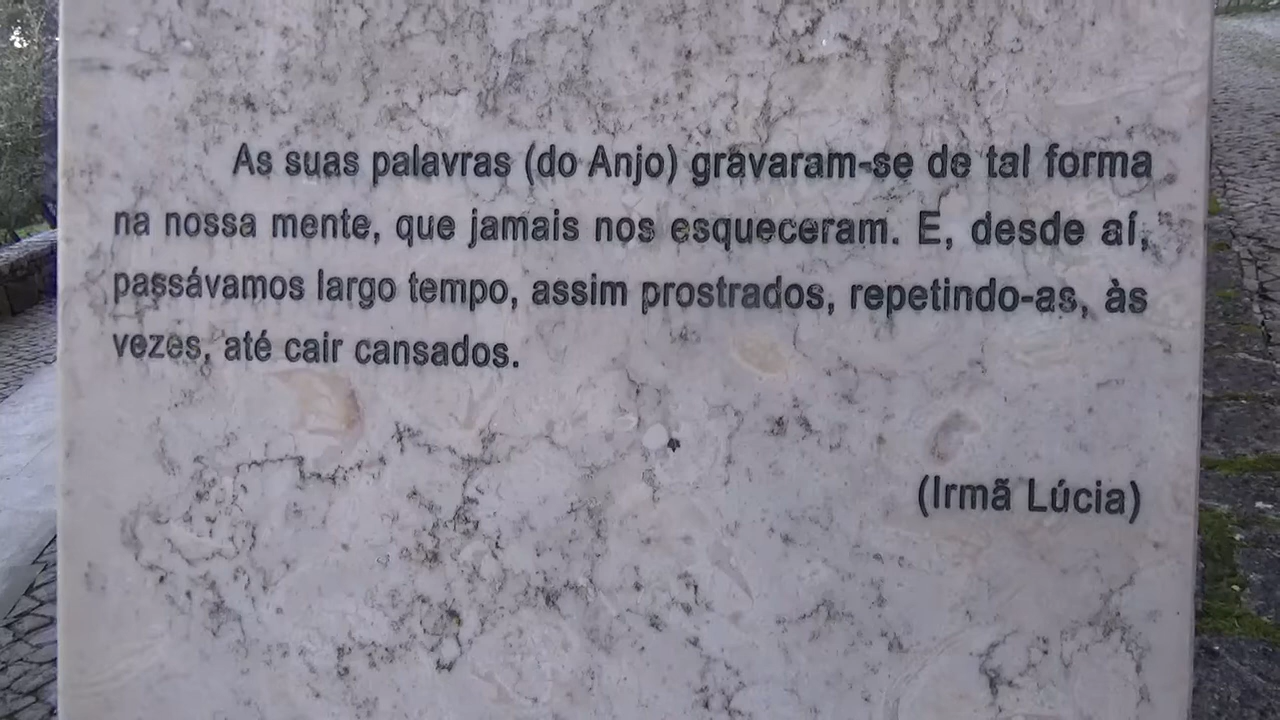 As suas palavras (do Anjo) gravaram-se de tal forma
na nossa mente, que jamais nos esqueceram. E, desde aí,
passávamos largo tempo, assim prostrados, repetindo-as, às
vezes, até cair cansados.
(Irmã Lúcia)